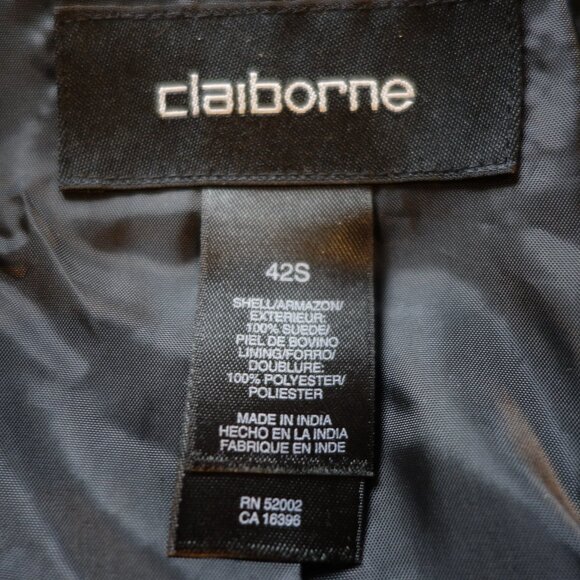 claiborne
42S
SHELL/ARMAZON/
EXTERIEUR:
100% SUEDE/
PIEL DE BOVINO
LINING/FORRO/
DOUBLURE:
100% POLYESTER/
POLIESTER
MADE IN INDIA
HECHO EN LA INDIA
FABRIQUE EN INDE
RN 52002
CA 16396